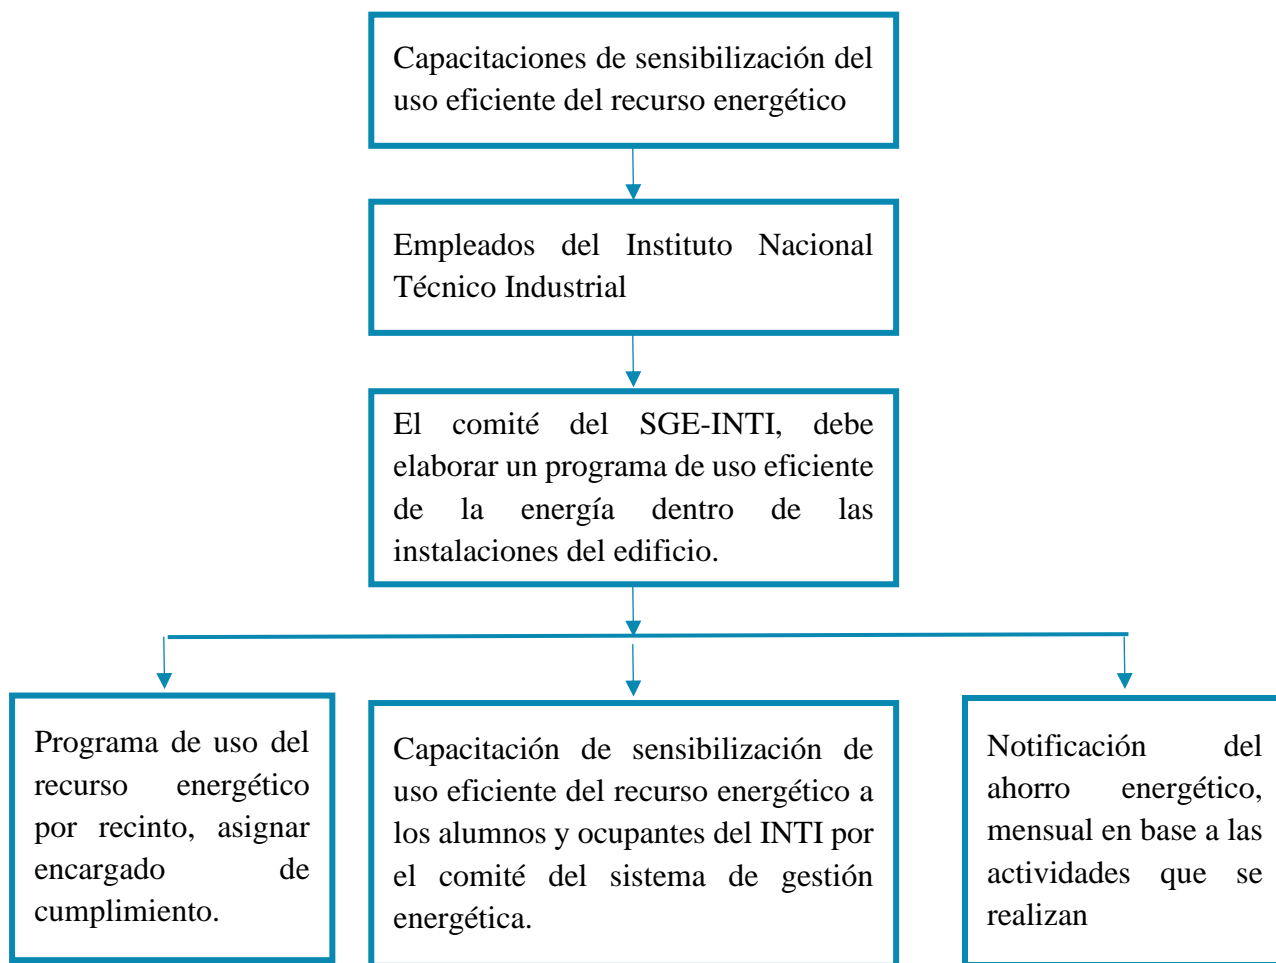 Capacitaciones de sensibilización del
uso eficiente del recurso energético
Empleados del Instituto Nacional
Técnico Industrial
El comité del SGE-INTI, debe
elaborar un programa de uso eficiente
de la energía dentro de las
instalaciones del edificio.
Programa de uso del
recurso energético
por recinto, asignar
encargado de
cumplimiento.
Capacitación de sensibilización de
uso eficiente del recurso energético a
los alumnos y ocupantes del INTI por
el comité del sistema de gestión
energética.
Notificación del
ahorro energético,
mensual en base a las
actividades que se
realizan